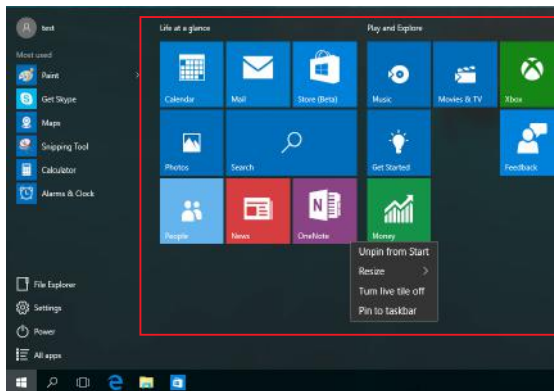 test
Most used
Paint
Get Skype
Maps
Snipping Tool
Calculator
Alarms & Clock
File Explorer
Settings
Power
All apps
Life at a glance
Calendar
Mail
Store (Beta)
Photos
Search
People
News
OneNote
Play and Explore
Music
Movies & TV
Xbox
Get Started
Feedback
Money
Unpin from Start
Resize
Turn live tile off
Pin to taskbar